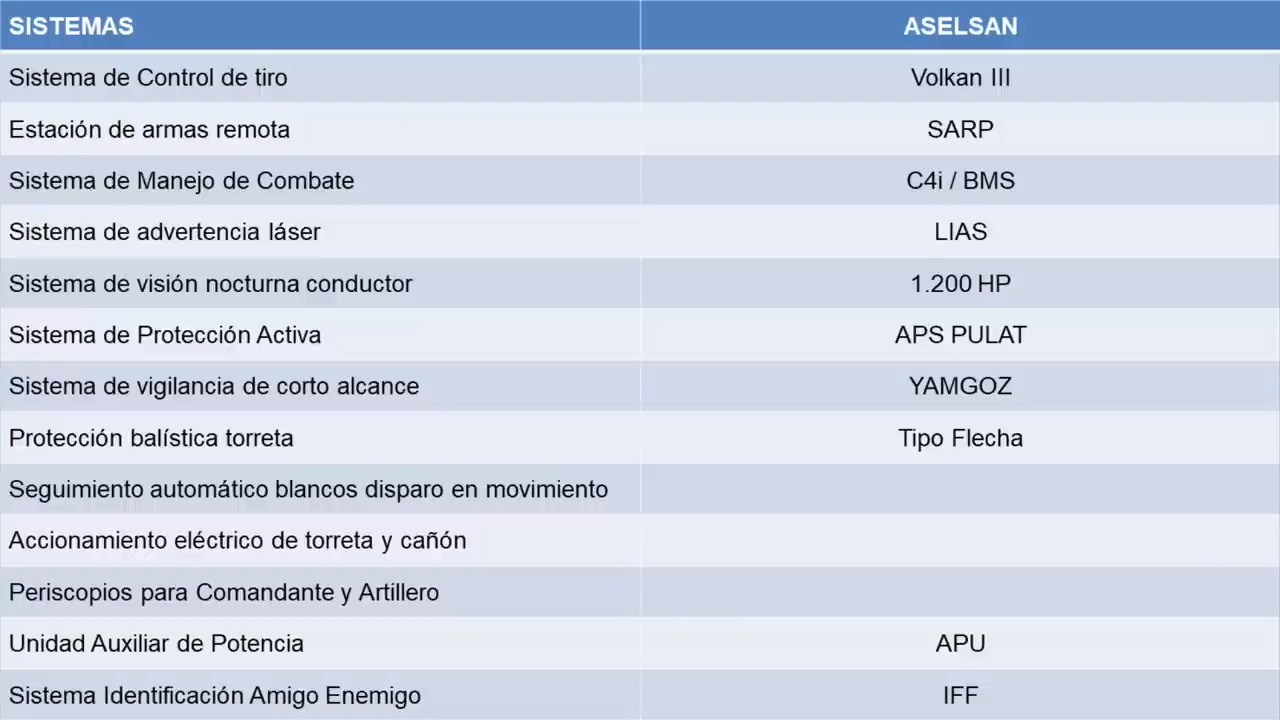 SISTEMAS ASELSAN
Sistema de Control de tiro Volkan III
Estación de armas remota SARP
Sistema de Manejo de Combate C4i / BMS
Sistema de advertencia láser LIAS
Sistema de visión nocturna conductor 1.200 HP
Sistema de Protección Activa APS PULAT
Sistema de vigilancia de corto alcance YAMGOZ
Protección balística torreta Tipo Flecha
Seguimiento automático blancos disparo en movimiento
Accionamiento eléctrico de torreta y cañón
Periscopios para Comandante y Artillero
Unidad Auxiliar de Potencia APU
Sistema Identificación Amigo Enemigo IFF